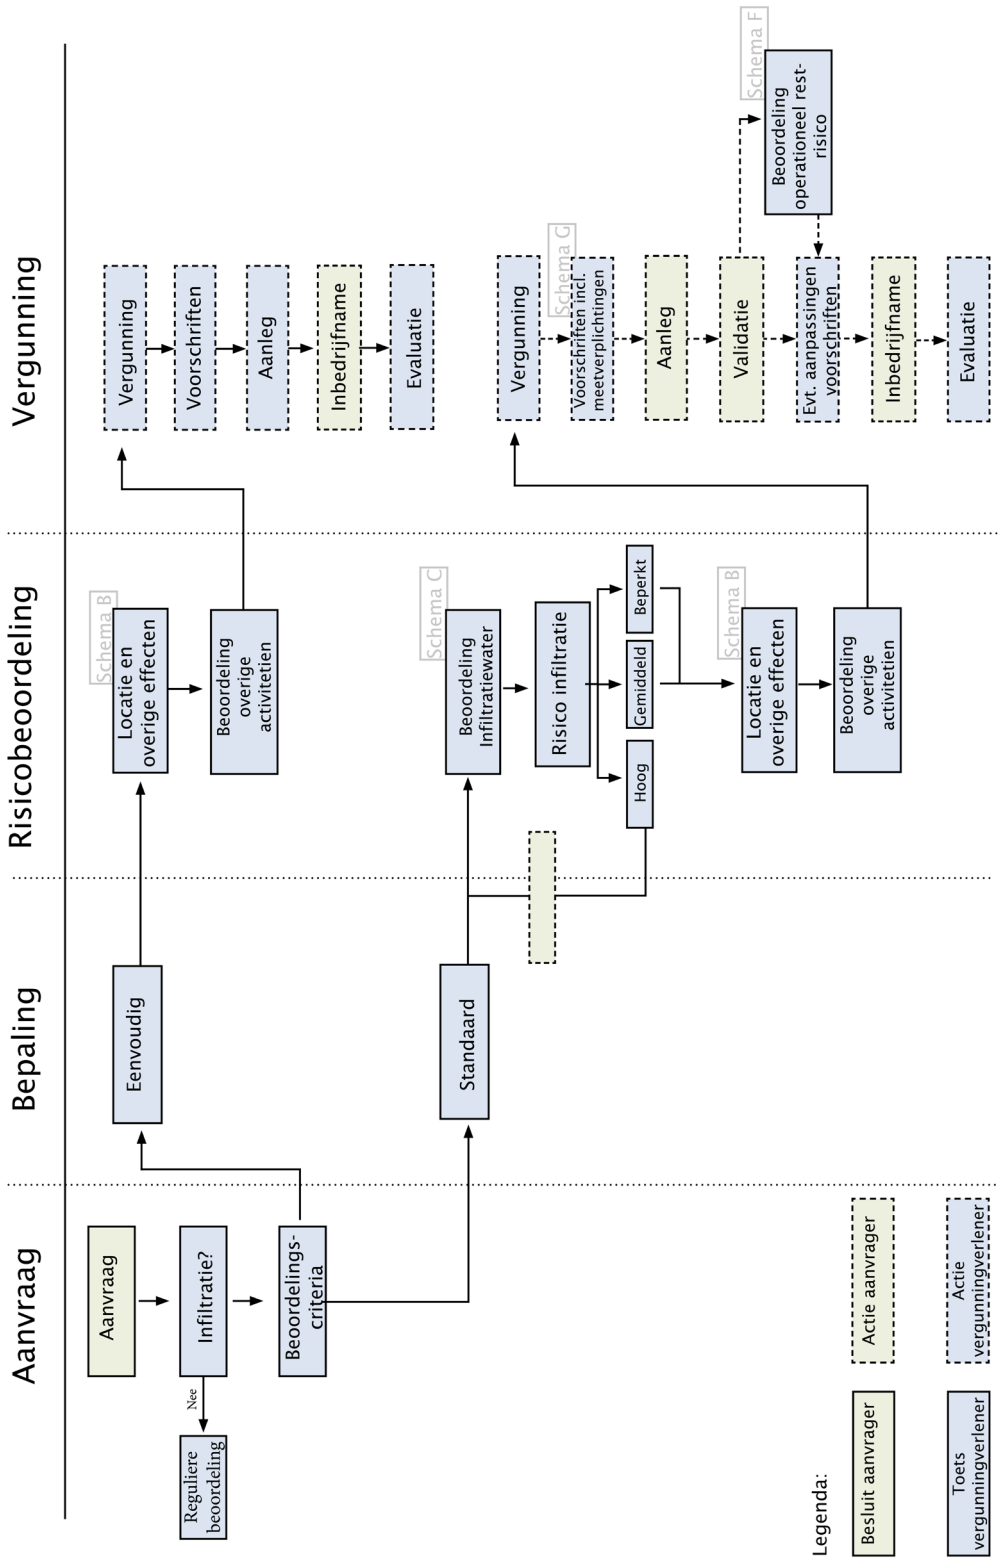 Aanvraag
Bepaling
Risicobeoordeling
Vergunning
Aanvraag
Infiltratie?
Nee
Reguliere
beoordeling
Beoordelings-
criteria
Eenvoudig
Schema B
Locatie en
overige effecten
Beoordeling
overige
activitetien
Vergunning
Voorschriften
Aanleg
Inbedrijfname
Evaluatie
Standaard
Schema C
Beoordeling
Infiltratiewater
Risico infiltratie
Hoog
Gemiddeld
Beperkt
Schema B
Locatie en
overige effecten
Beoordeling
overige
activitetien
Vergunning
Schema G
Voorschriften incl.
meetverplichtingen
Aanleg
Validatie
Schema F
Beoordeling
operationeel rest-
risico
Evt. aanpassingen
voorschriften
Inbedrijfname
Evaluatie
Legenda:
Besluit aanvrager
Actie aanvrager
Toets
vergunningverlener
Actie
vergunningverlener